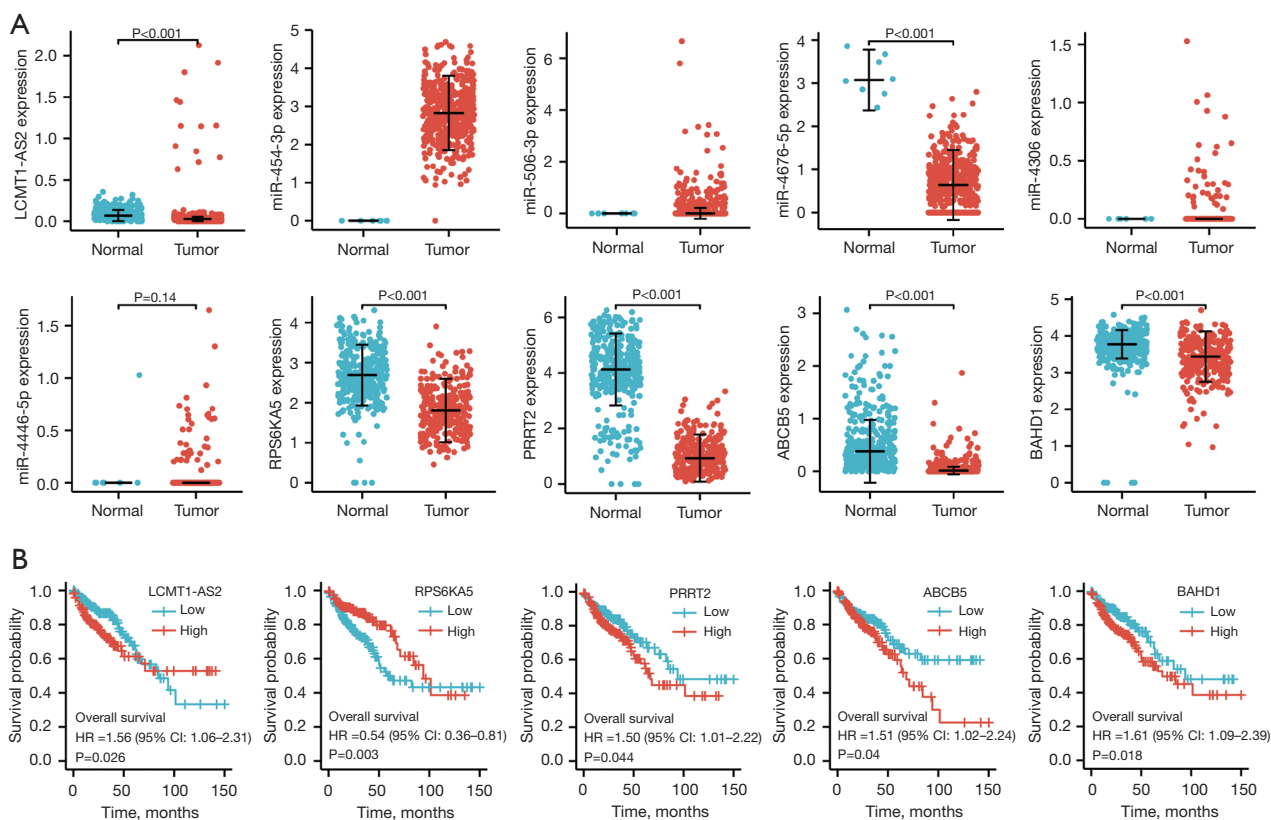 A
LCMT1-AS2 expression
P<0.001
2.0
1.5
1.0
0.5
0.0
Normal Tumor
miR-454-3p expression
5
4
3
2
1
0
Normal Tumor
miR-506-3p expression
6
4
2
0
Normal Tumor
miR-4676-5p expression
P<0.001
4
3
2
1
0
Normal Tumor
miR-4306 expression
1.5
1.0
0.5
0.0
Normal Tumor
miR-4446-5p expression
P=0.14
1.5
1.0
0.5
0.0
Normal Tumor
RPS6KA5 expression
P<0.001
4
3
2
1
0
Normal Tumor
PRRT2 expression
P<0.001
6
4
2
0
Normal Tumor
ABCB5 expression
P<0.001
3
2
1
0
Normal Tumor
BAHD1 expression
P<0.001
5
4
3
2
1
0
Normal Tumor
B
Survival probability
1.0
0.8
0.6
0.4
0.2
0.0
LCMT1-AS2
Low
High
Overall survival
HR =1.56 (95% CI: 1.06–2.31)
P=0.026
0 50 100 150
Time, months
Survival probability
1.0
0.8
0.6
0.4
0.2
0.0
RPS6KA5
Low
High
Overall survival
HR =0.54 (95% CI: 0.36–0.81)
P=0.003
0 50 100 150
Time, months
Survival probability
1.0
0.8
0.6
0.4
0.2
0.0
PRRT2
Low
High
Overall survival
HR =1.50 (95% CI: 1.01–2.22)
P=0.044
0 50 100 150
Time, months
Survival probability
1.0
0.8
0.6
0.4
0.2
0.0
ABCB5
Low
High
Overall survival
HR =1.51 (95% CI: 1.02–2.24)
P=0.04
0 50 100 150
Time, months
Survival probability
1.0
0.8
0.6
0.4
0.2
0.0
BAHD1
Low
High
Overall survival
HR =1.61 (95% CI: 1.09–2.39)
P=0.018
0 50 100 150
Time, months